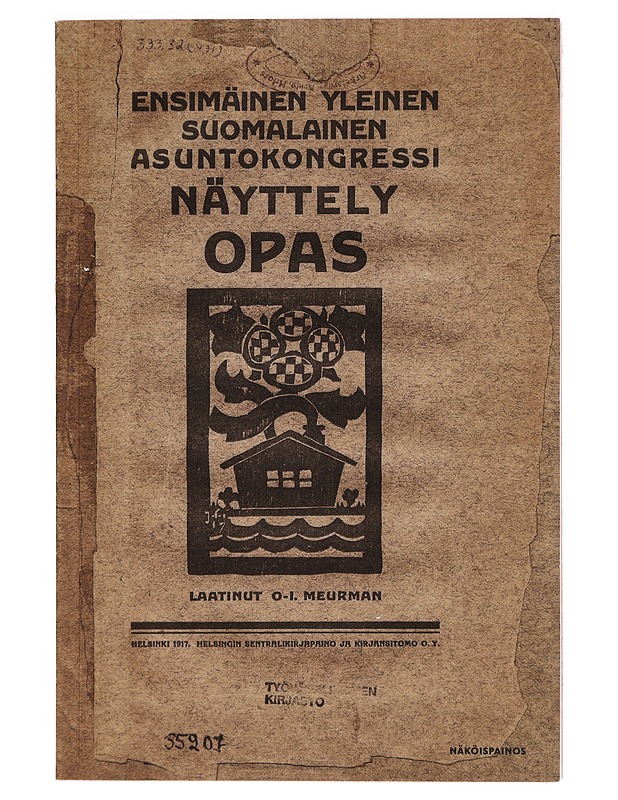 333.32(471)
ENSIMÄINEN YLEINEN
SUOMALAINEN
ASUNTOKONGRESSI
NÄYTTELY
OPAS
LAATINUT O-I. MEURMAN
HELSINKI 1917. HELSINGIN SENTRALIKIRJAPAINO JA KIRJANSITOMO O.Y.
KIRJASTO
35207
NÄKÖISPAINOS